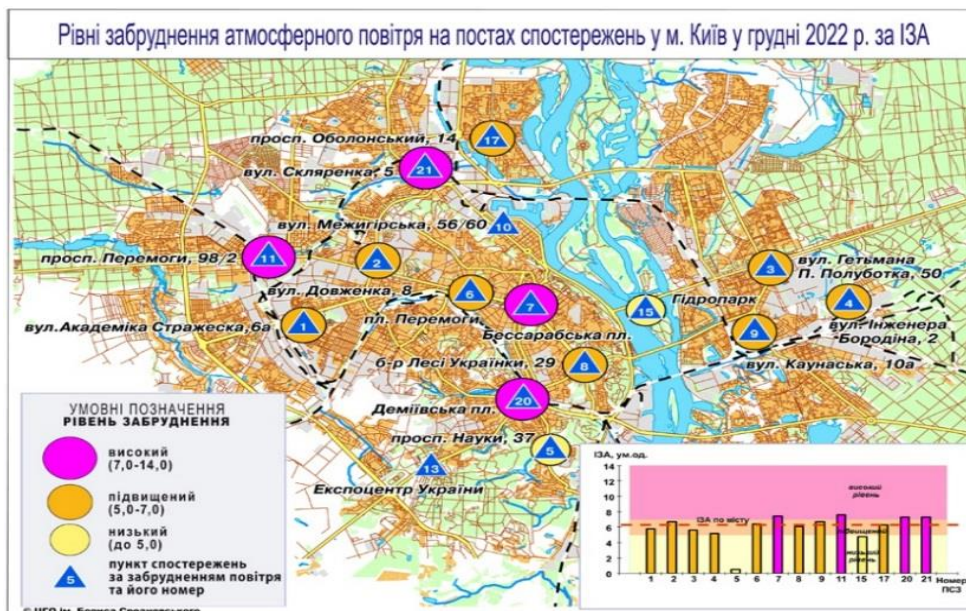 Рівні забруднення атмосферного повітря на постах спостережень у м. Київ у грудні 2022 р. за ІЗА
просп. Оболонський, 14
17
вул. Скляренка, 5
21
вул. Межигірська, 56/60
10
просп. Перемоги, 98/2
11
2
3
вул. Гетьмана
П. Полуботка, 50
вул. Довженка, 8
6
7
15
Гідропарк
4
пл. Перемоги
вул. Академіка Стражеска, 6а
1
Бессарабська пл.
9
вул. Інженера
Бородіна, 2
б-р Лесі Українки, 29
8
вул. Каунаська, 10а
Деміївська пл.
20
просп. Науки, 37
5
13
Експоцентр України
УМОВНІ ПОЗНАЧЕННЯ
РІВЕНЬ ЗАБРУДНЕННЯ
високий
(7,0-14,0)
підвищений
(5,0-7,0)
низький
(до 5,0)
5
пункт спостережень
за забрудненням повітря
та його номер
ІЗА, ум.од.
14
12
10
8
6
4
2
0
високий
рівень
ІЗА по місту
підвищений
низький
рівень
1 2 3 4 5 6 7 8 9 11 15 17 20 21
Номер
ПСЗ